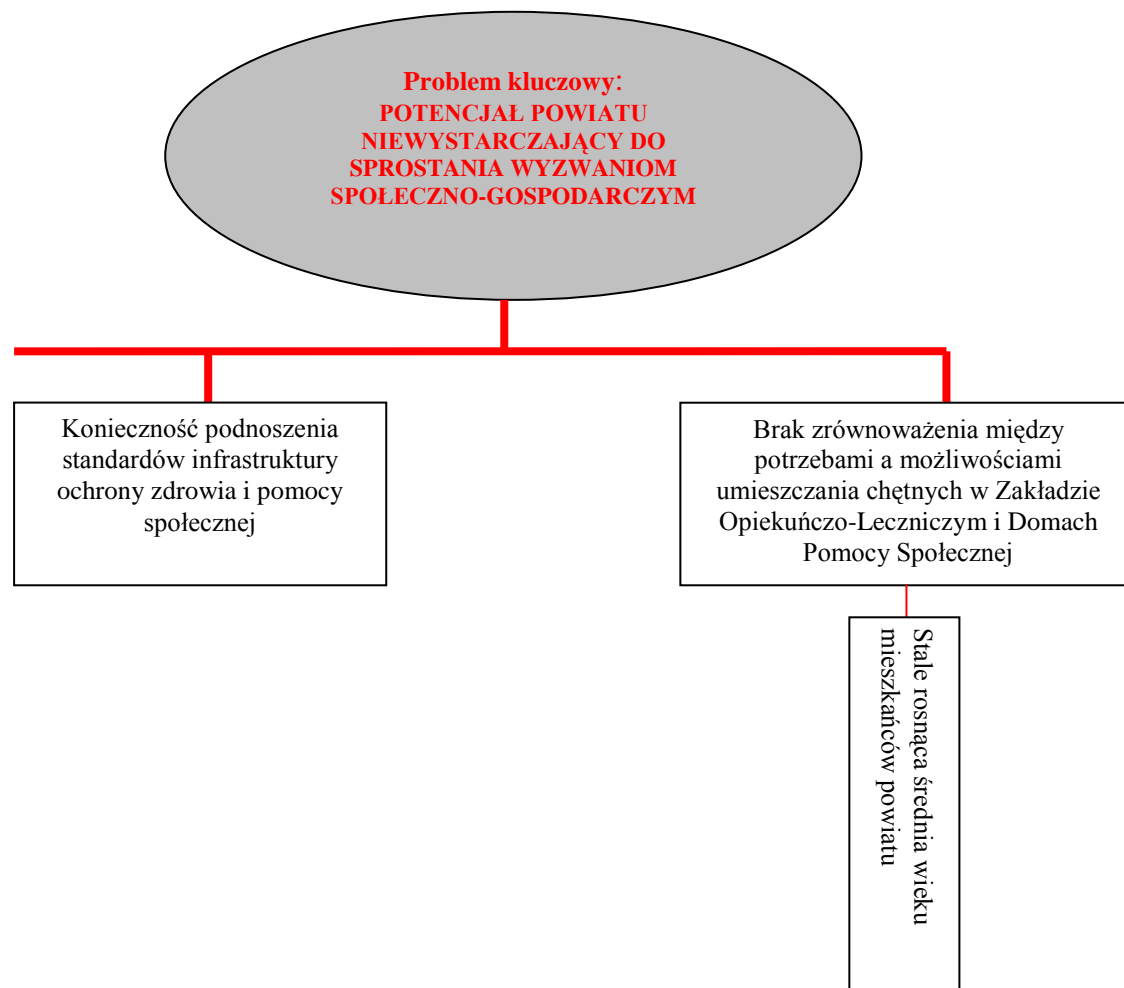 Problem kluczowy:
POTENCJAŁ POWIATU
NIEWYSTARCZAJĄCY DO
SPROSTANIA WYZWANIOM
SPOŁECZNO-GOSPODARCZYM
Konieczność podnoszenia
standardów infrastruktury
ochrony zdrowia i pomocy
społecznej
Brak zrównoważenia między
potrzebami a możliwościami
umieszczania chętnych w Zakładzie
Opiekuńczo-Leczniczym i Domach
Pomocy Społecznej
Stale rosnąca średnia wieku
mieszkańców powiatu